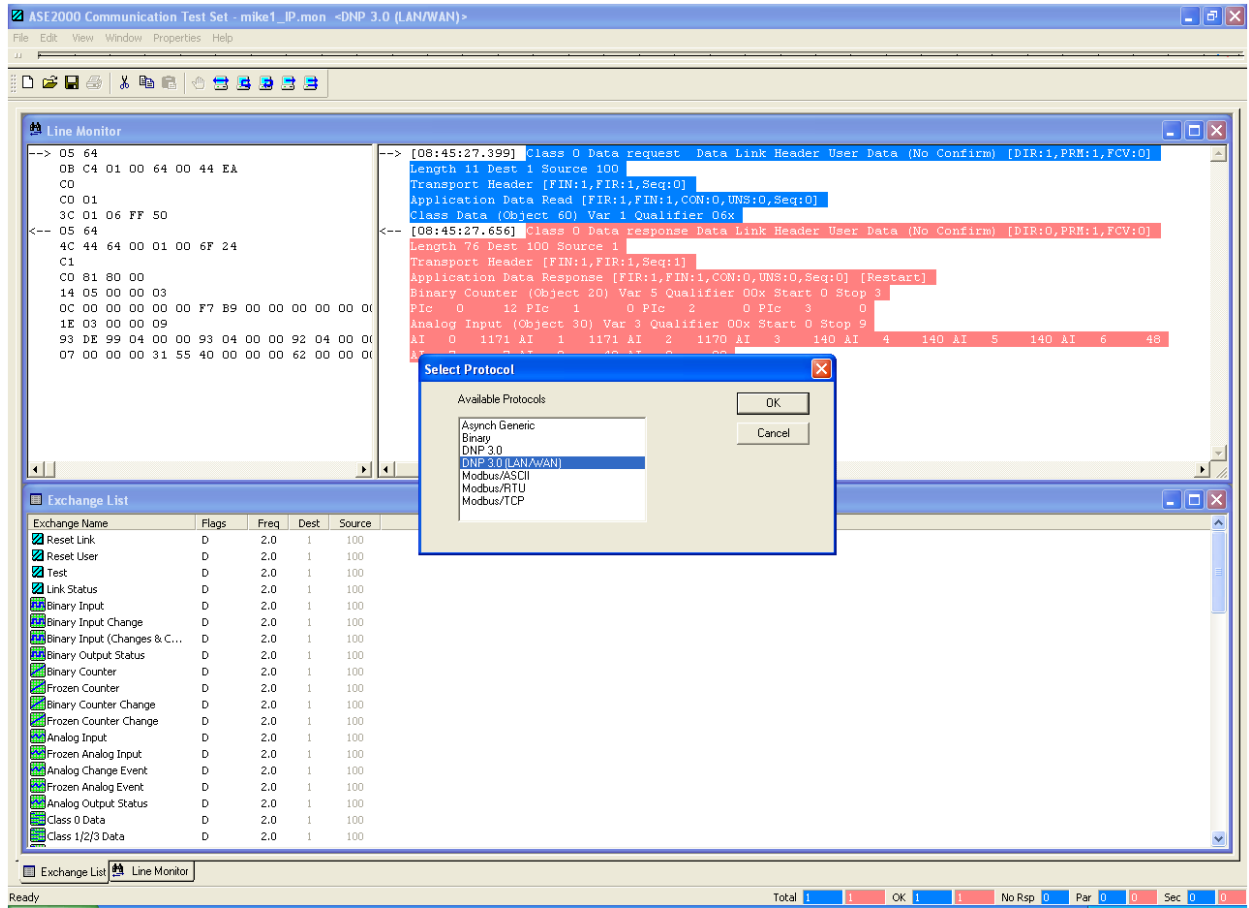 ASE2000 Communication Test Set - mike1_IP.mon <DNP 3.0 (LAN/WAN)>
File Edit View Window Properties Help
Line Monitor
--> 05 64
0B C4 01 00 64 00 44 EA
C0
C0 01
3C 01 06 FF 50
<-- 05 64
4C 44 64 00 01 00 6F 24
C1
C0 81 80 00
14 05 00 00 03
0C 00 00 00 00 F7 B9 00 00 00 00 00
1E 03 00 00 09
93 DE 99 04 00 00 93 04 00 00 92 04 00
07 00 00 00 31 55 40 00 00 00 62 00 00
--> [08:45:27.399] Class 0 Data request Data Link Header User Data (No Confirm) [DIR:1,PRM:1,FCV:0]
Length 11 Dest 1 Source 100
Transport Header [FIN:1,FIR:1,Seq:0]
Application Data Read [FIR:1,FIN:1,CON:0,UNS:0,Seq:0]
Class Data (Object 60) Var 1 Qualifier 06x
<-- [08:45:27.656] Class 0 Data response Data Link Header User Data (No Confirm) [DIR:0,PRM:1,FCV:0]
Length 76 Dest 100 Source 1
Transport Header [FIN:1,FIR:1,Seq:1]
Application Data Response [FIR:1,FIN:1,CON:0,UNS:0,Seq:0] [Restart]
Binary Counter (Object 20) Var 5 Qualifier 00x Start 0 Stop 3
PIc 0 12 PIc 1 0 PIc 2 0 PIc 3 0
Analog Input (Object 30) Var 3 Qualifier 00x Start 0 Stop 9
AI 0 1171 AI 1 1171 AI 2 1170 AI 3 140 AI 4 140 AI 5 140 AI 6 48
Select Protocol
Available Protocols
Asynch Generic
Binary
DNP 3.0
DNP 3.0 (LAN/WAN)
Modbus/ASCII
Modbus/RTU
Modbus/TCP
OK
Cancel
Exchange List
Exchange Name Flags Freq Dest Source
Reset Link D 2.0 1 100
Reset User D 2.0 1 100
Test D 2.0 1 100
Link Status D 2.0 1 100
Binary Input D 2.0 1 100
Binary Input Change D 2.0 1 100
Binary Input (Changes & C... D 2.0 1 100
Binary Output Status D 2.0 1 100
Binary Counter D 2.0 1 100
Frozen Counter D 2.0 1 100
Binary Counter Change D 2.0 1 100
Frozen Counter Change D 2.0 1 100
Analog Input D 2.0 1 100
Frozen Analog Input D 2.0 1 100
Analog Change Event D 2.0 1 100
Frozen Analog Event D 2.0 1 100
Analog Output Status D 2.0 1 100
Class 0 Data D 2.0 1 100
Class 1/2/3 Data D 2.0 1 100
Exchange List Line Monitor
Ready Total 1 1 OK 1 1 No Rsp 0 Par 0 0 Sec 0 0